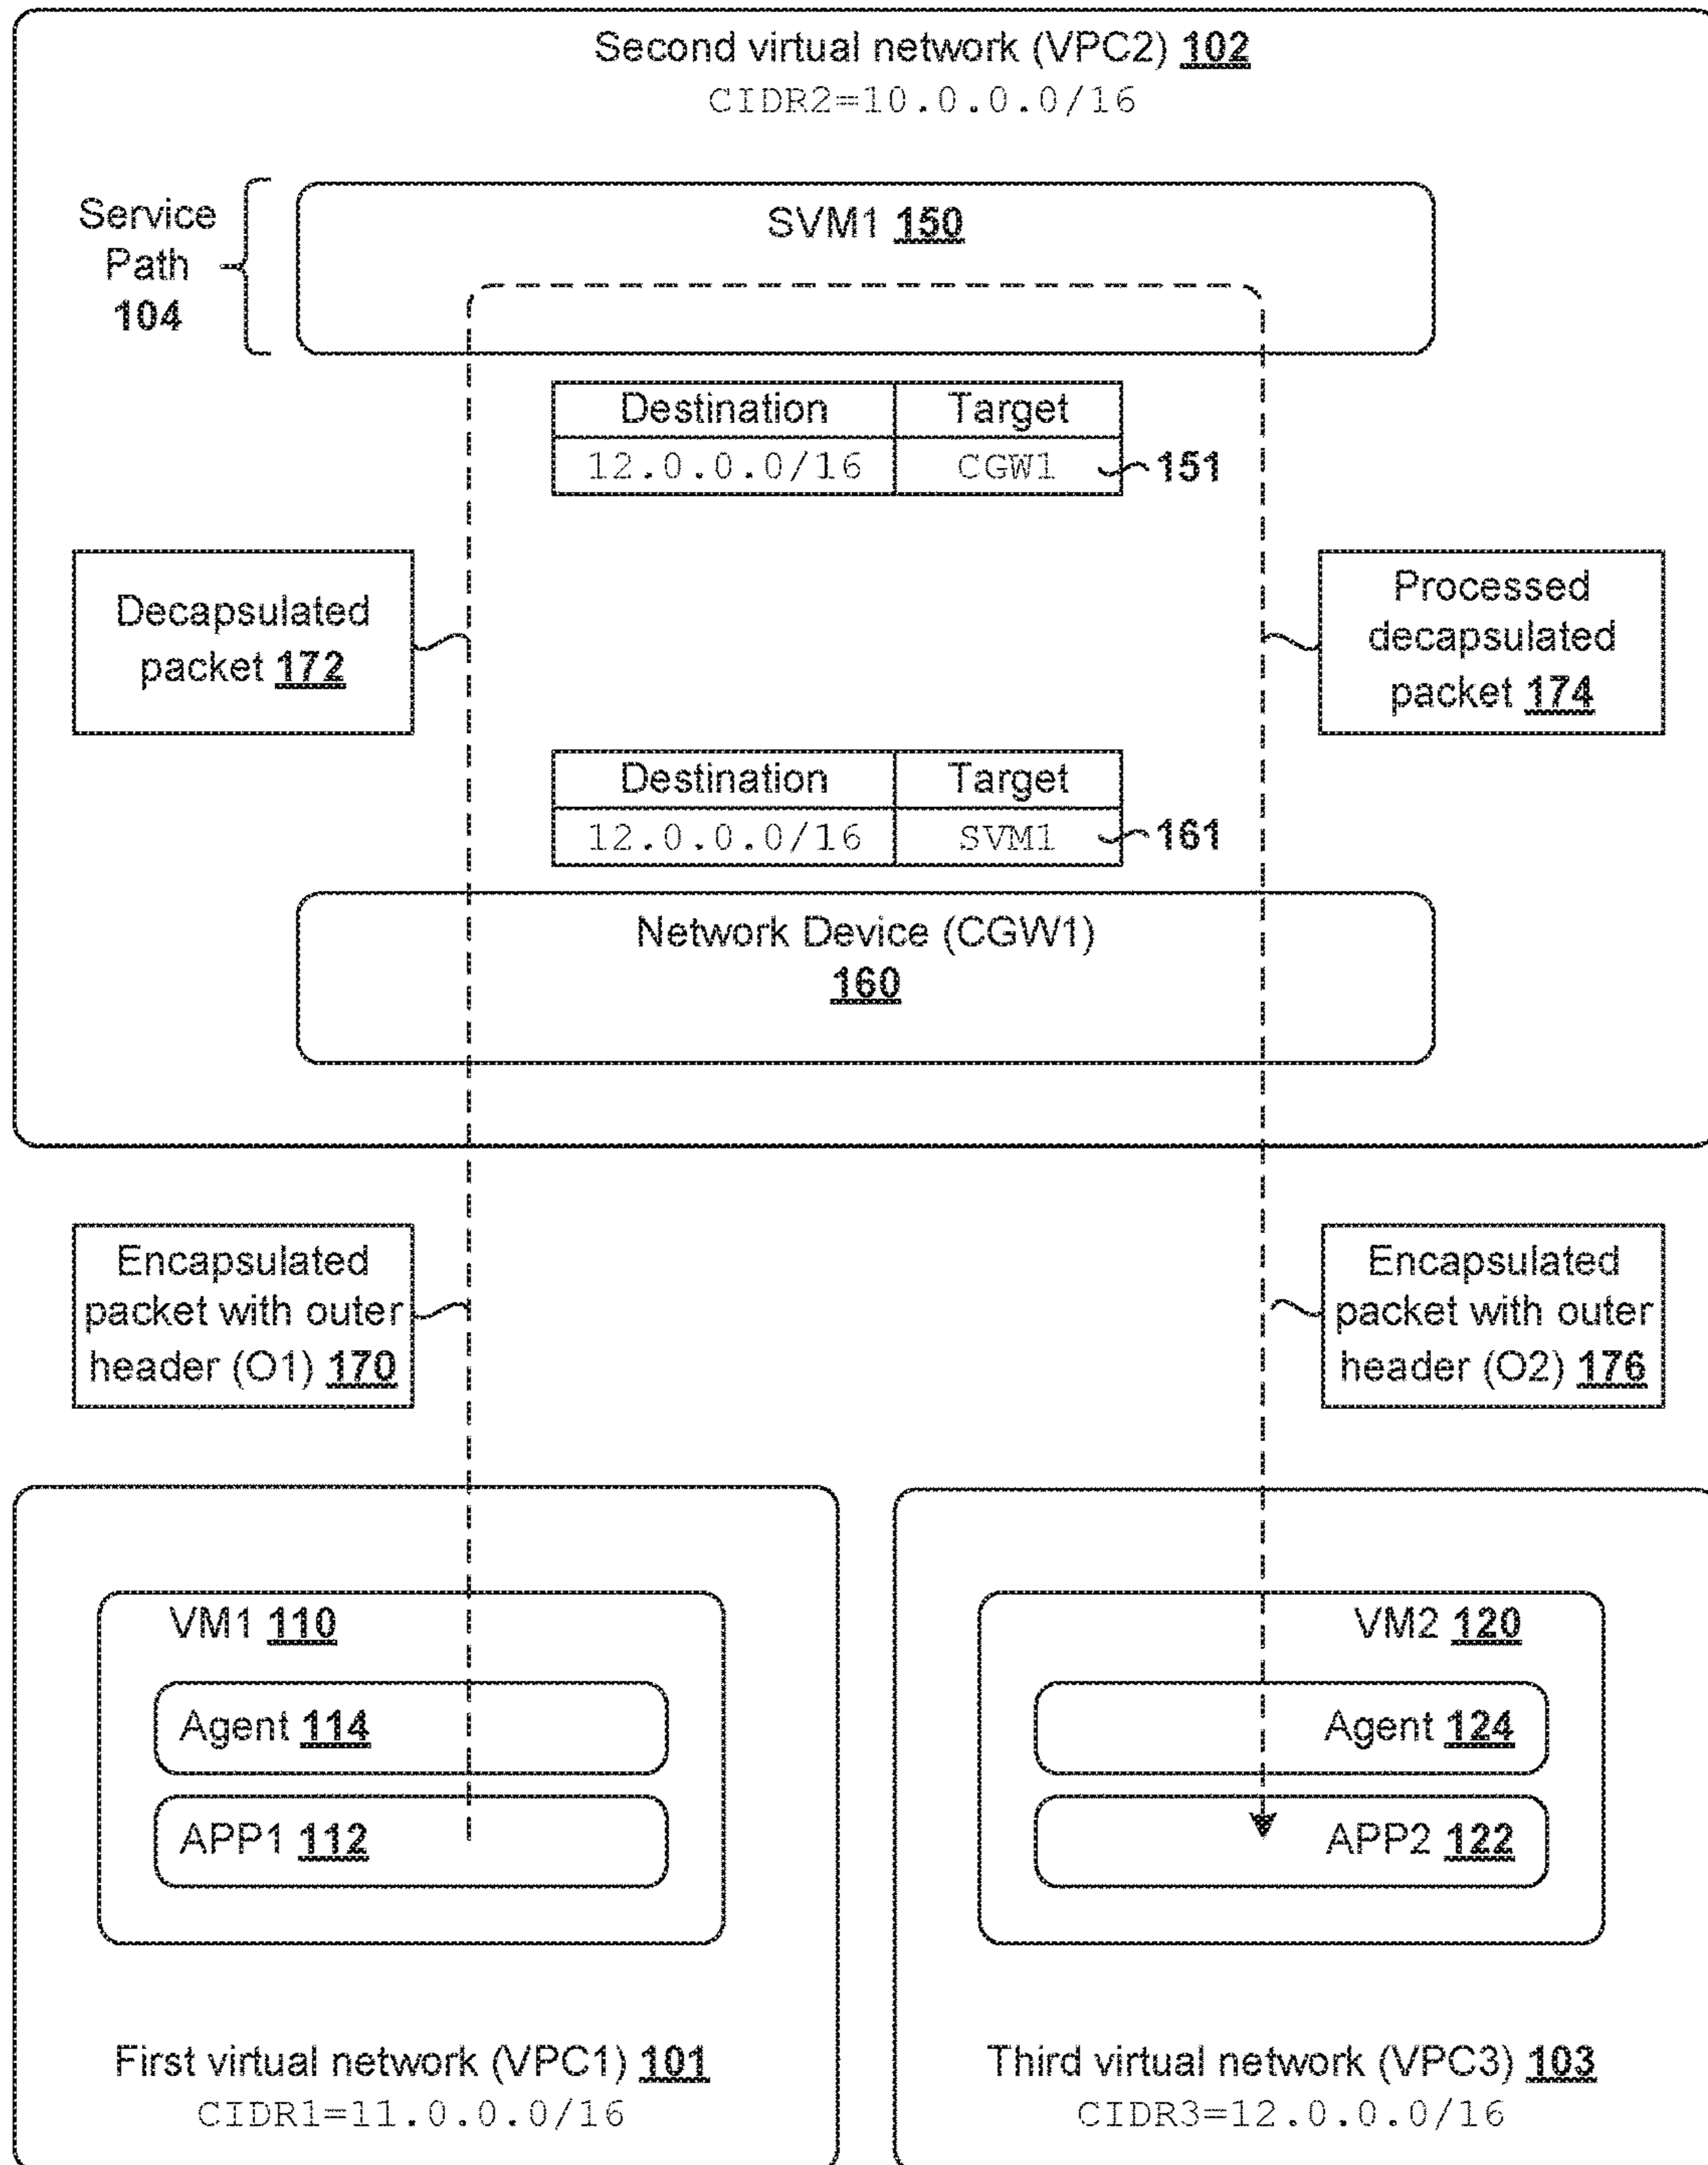 Second virtual network (VPC2) 102
CIDR2=10.0.0.0/16
Service
Path
104
SVM1 150
Destination Target
12.0.0.0/16 CGW1 151
Decapsulated
packet 172
Processed
decapsulated
packet 174
Destination Target
12.0.0.0/16 SVM1 161
Network Device (CGW1)
160
Encapsulated
packet with outer
header (O1) 170
Encapsulated
packet with outer
header (O2) 176
VM1 110
Agent 114
APP1 112
First virtual network (VPC1) 101
CIDR1=11.0.0.0/16
VM2 120
Agent 124
APP2 122
Third virtual network (VPC3) 103
CIDR3=12.0.0.0/16